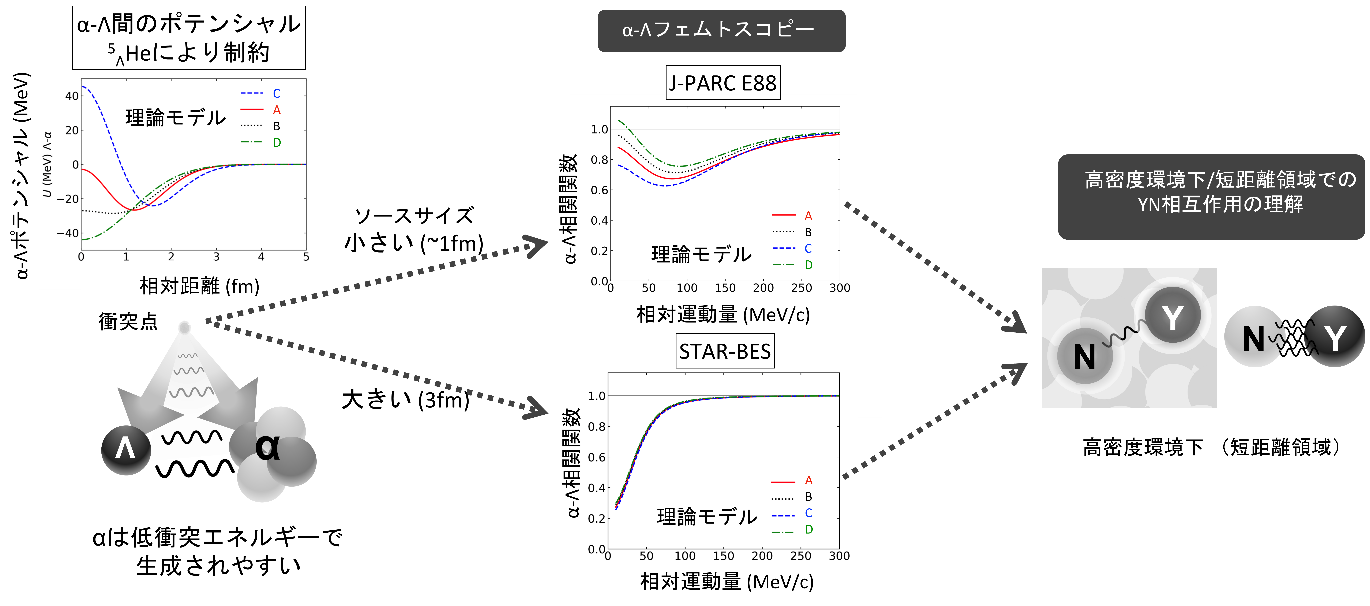 α-Λ間のポテンシャル
⁵ΛHeにより制約
α-Λポテンシャル (MeV)
U (MeV) Λ-α
40
20
0
−20
−40
理論モデル
C
A
B
D
0
1
2
3
4
5
相対距離 (fm)
衝突点
Λ
α
αは低衝突エネルギーで
生成されやすい
ソースサイズ
小さい (~1fm)
大きい (3fm)
α-Λフェムトスコピー
J-PARC E88
α-Λ相関関数
1.0
0.8
0.6
0.4
0.2
0.0
A
B
C
D
理論モデル
0
50
100
150
200
250
300
相対運動量 (MeV/c)
STAR-BES
α-Λ相関関数
1.0
0.8
0.6
0.4
0.2
0.0
A
B
C
D
理論モデル
0
50
100
150
200
250
300
相対運動量 (MeV/c)
高密度環境下/短距離領域での
YN相互作用の理解
N
Y
N
Y
高密度環境下 （短距離領域）